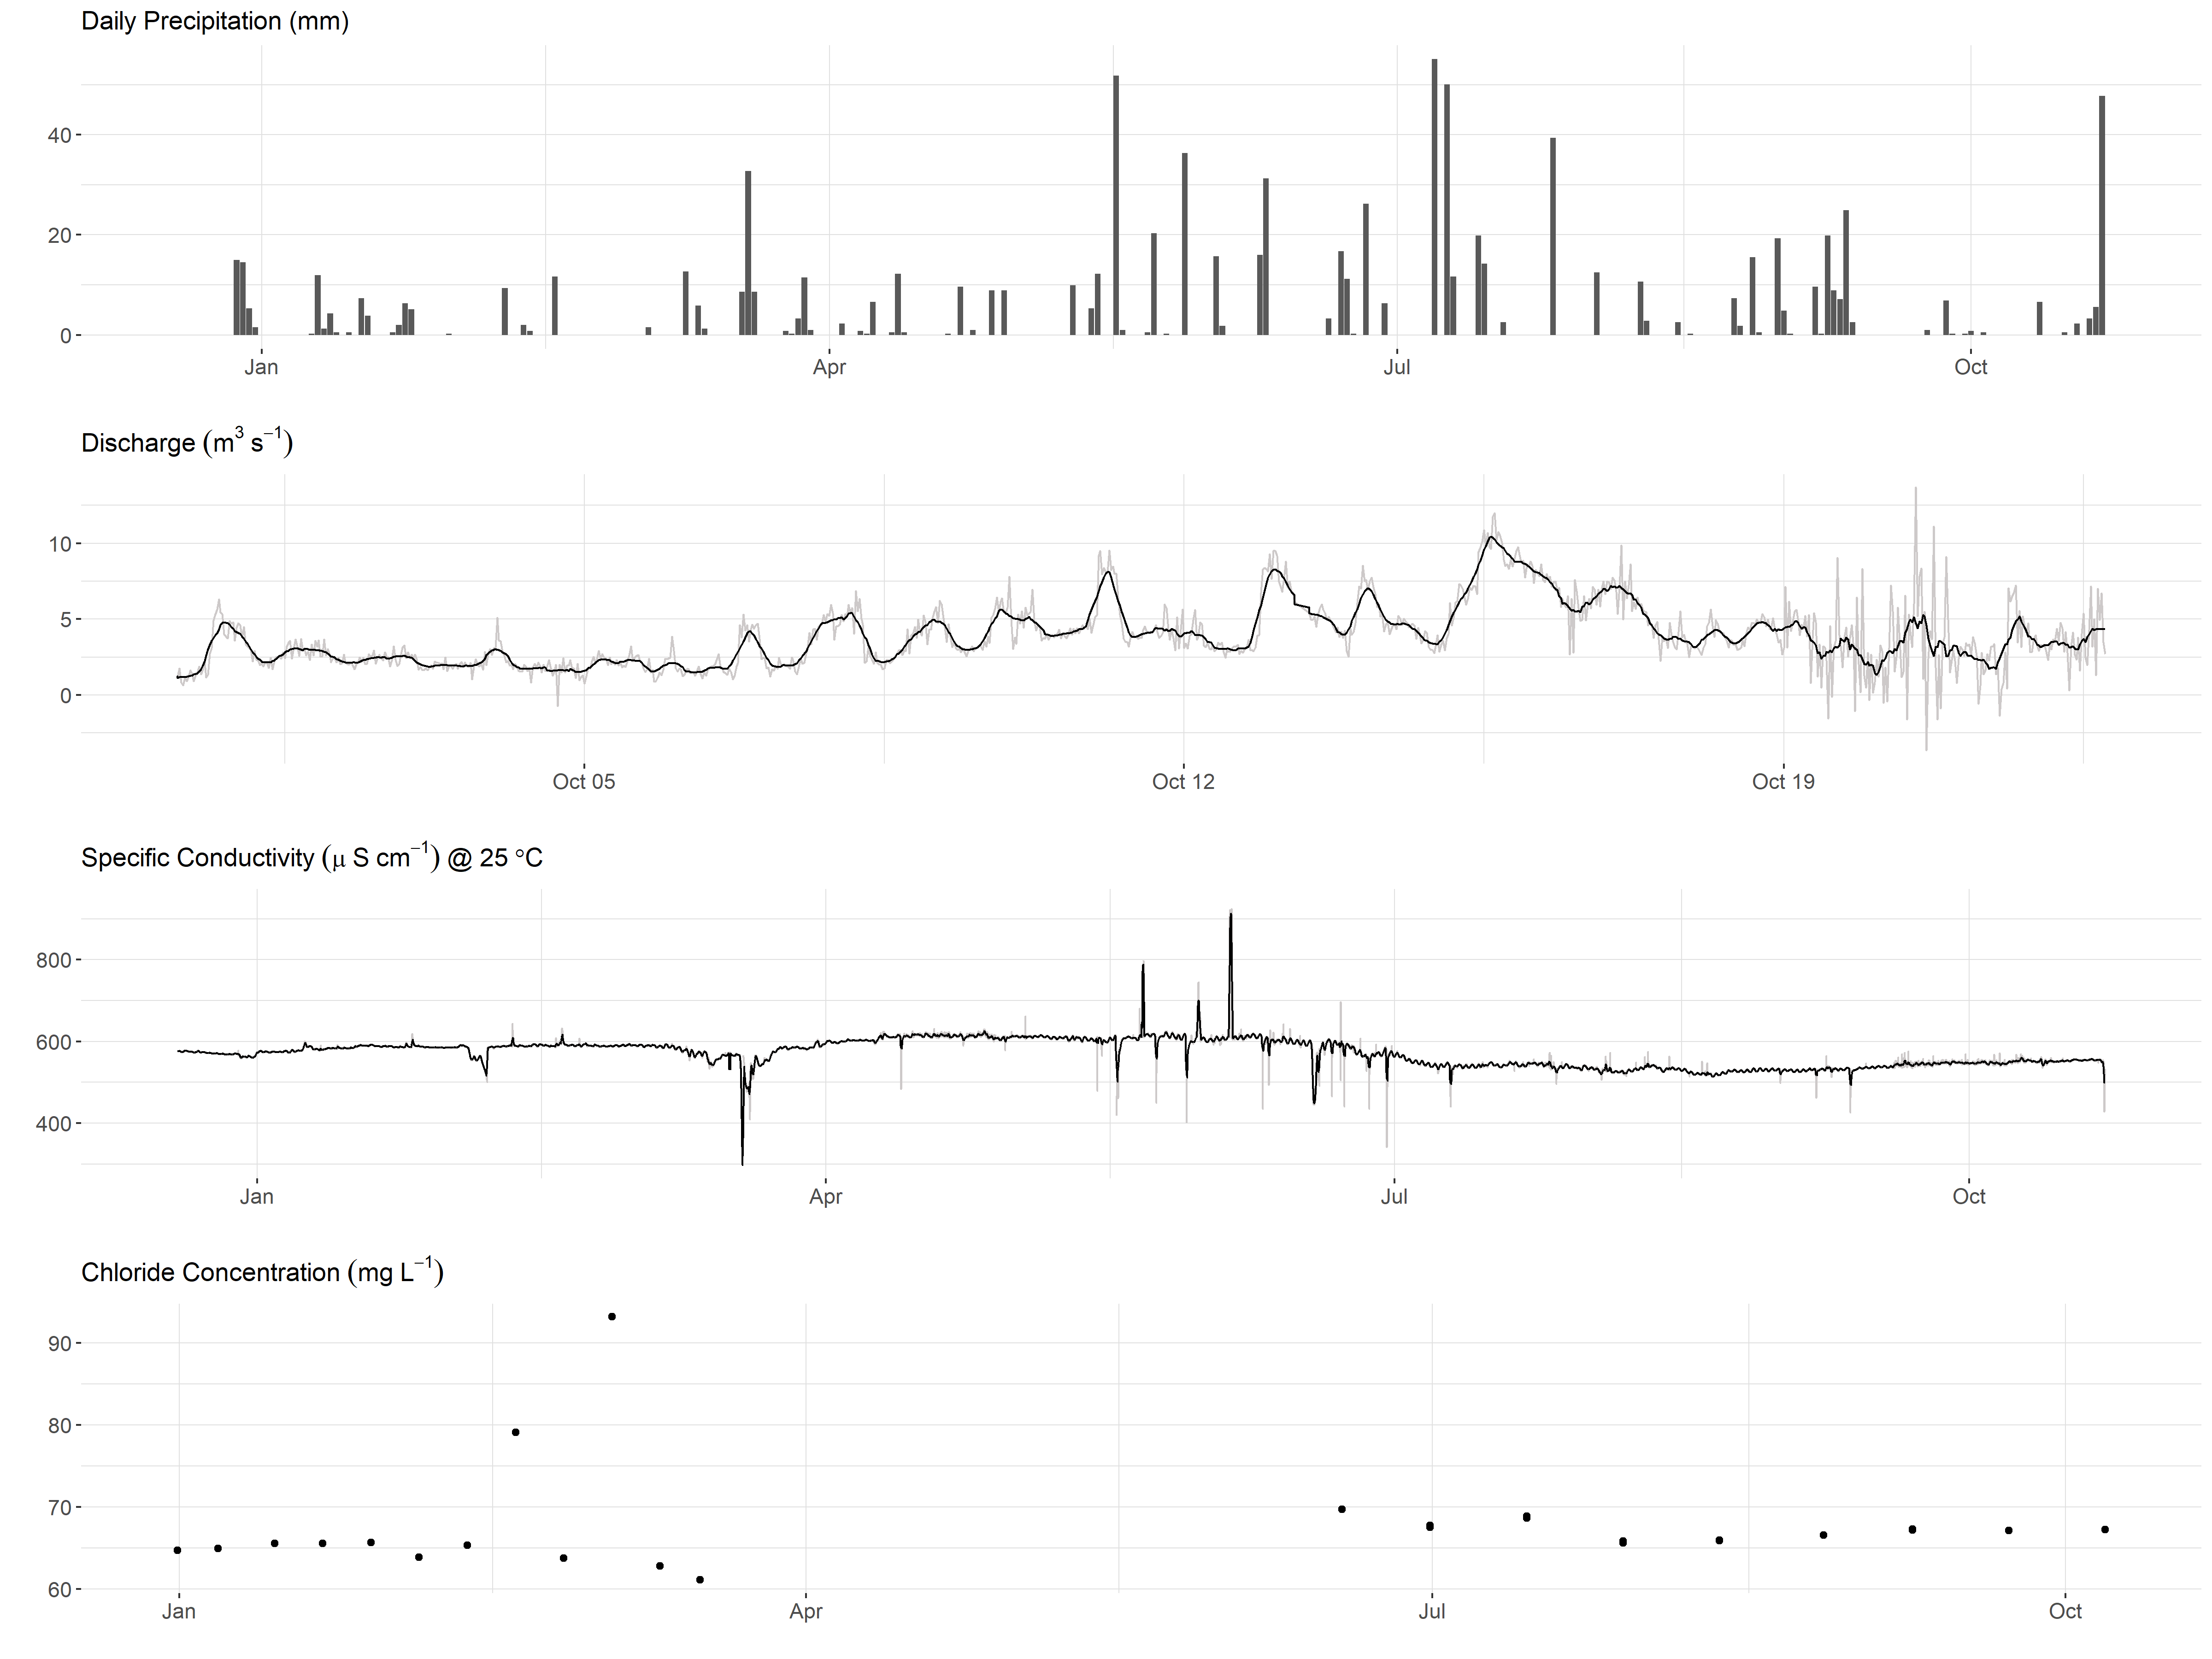 Daily Precipitation (mm)
40
20
0
Jan Apr Jul Oct
Discharge (m³ s⁻¹)
10
5
0
Oct 05 Oct 12 Oct 19
Specific Conductivity (μ S cm⁻¹) @ 25 °C
800
600
400
Jan Apr Jul Oct
Chloride Concentration (mg L⁻¹)
90
80
70
60
Jan Apr Jul Oct